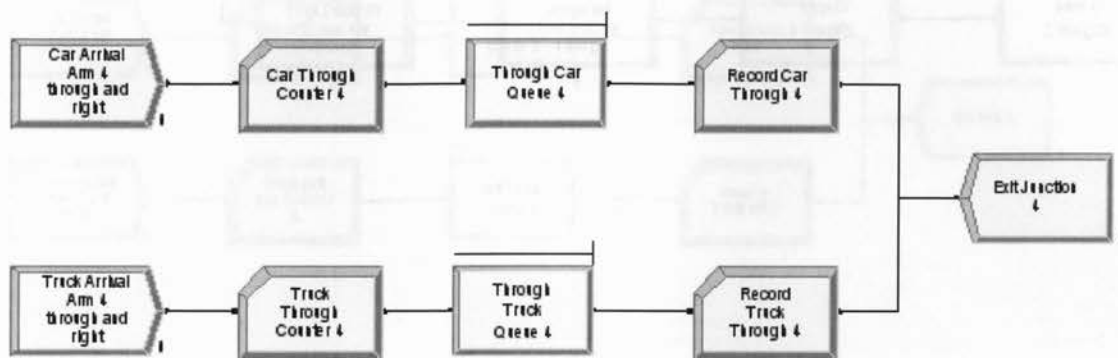 Car Arrival
Arm 4
through and
right
Car Through
Counter 4
Through Car
Queue 4
Record Car
Through 4
Exit Junction
4
Truck Arrival
Arm 4
through and
right
Truck
Through
Counter 4
Through
Truck
Queue 4
Record
Truck
Through 4